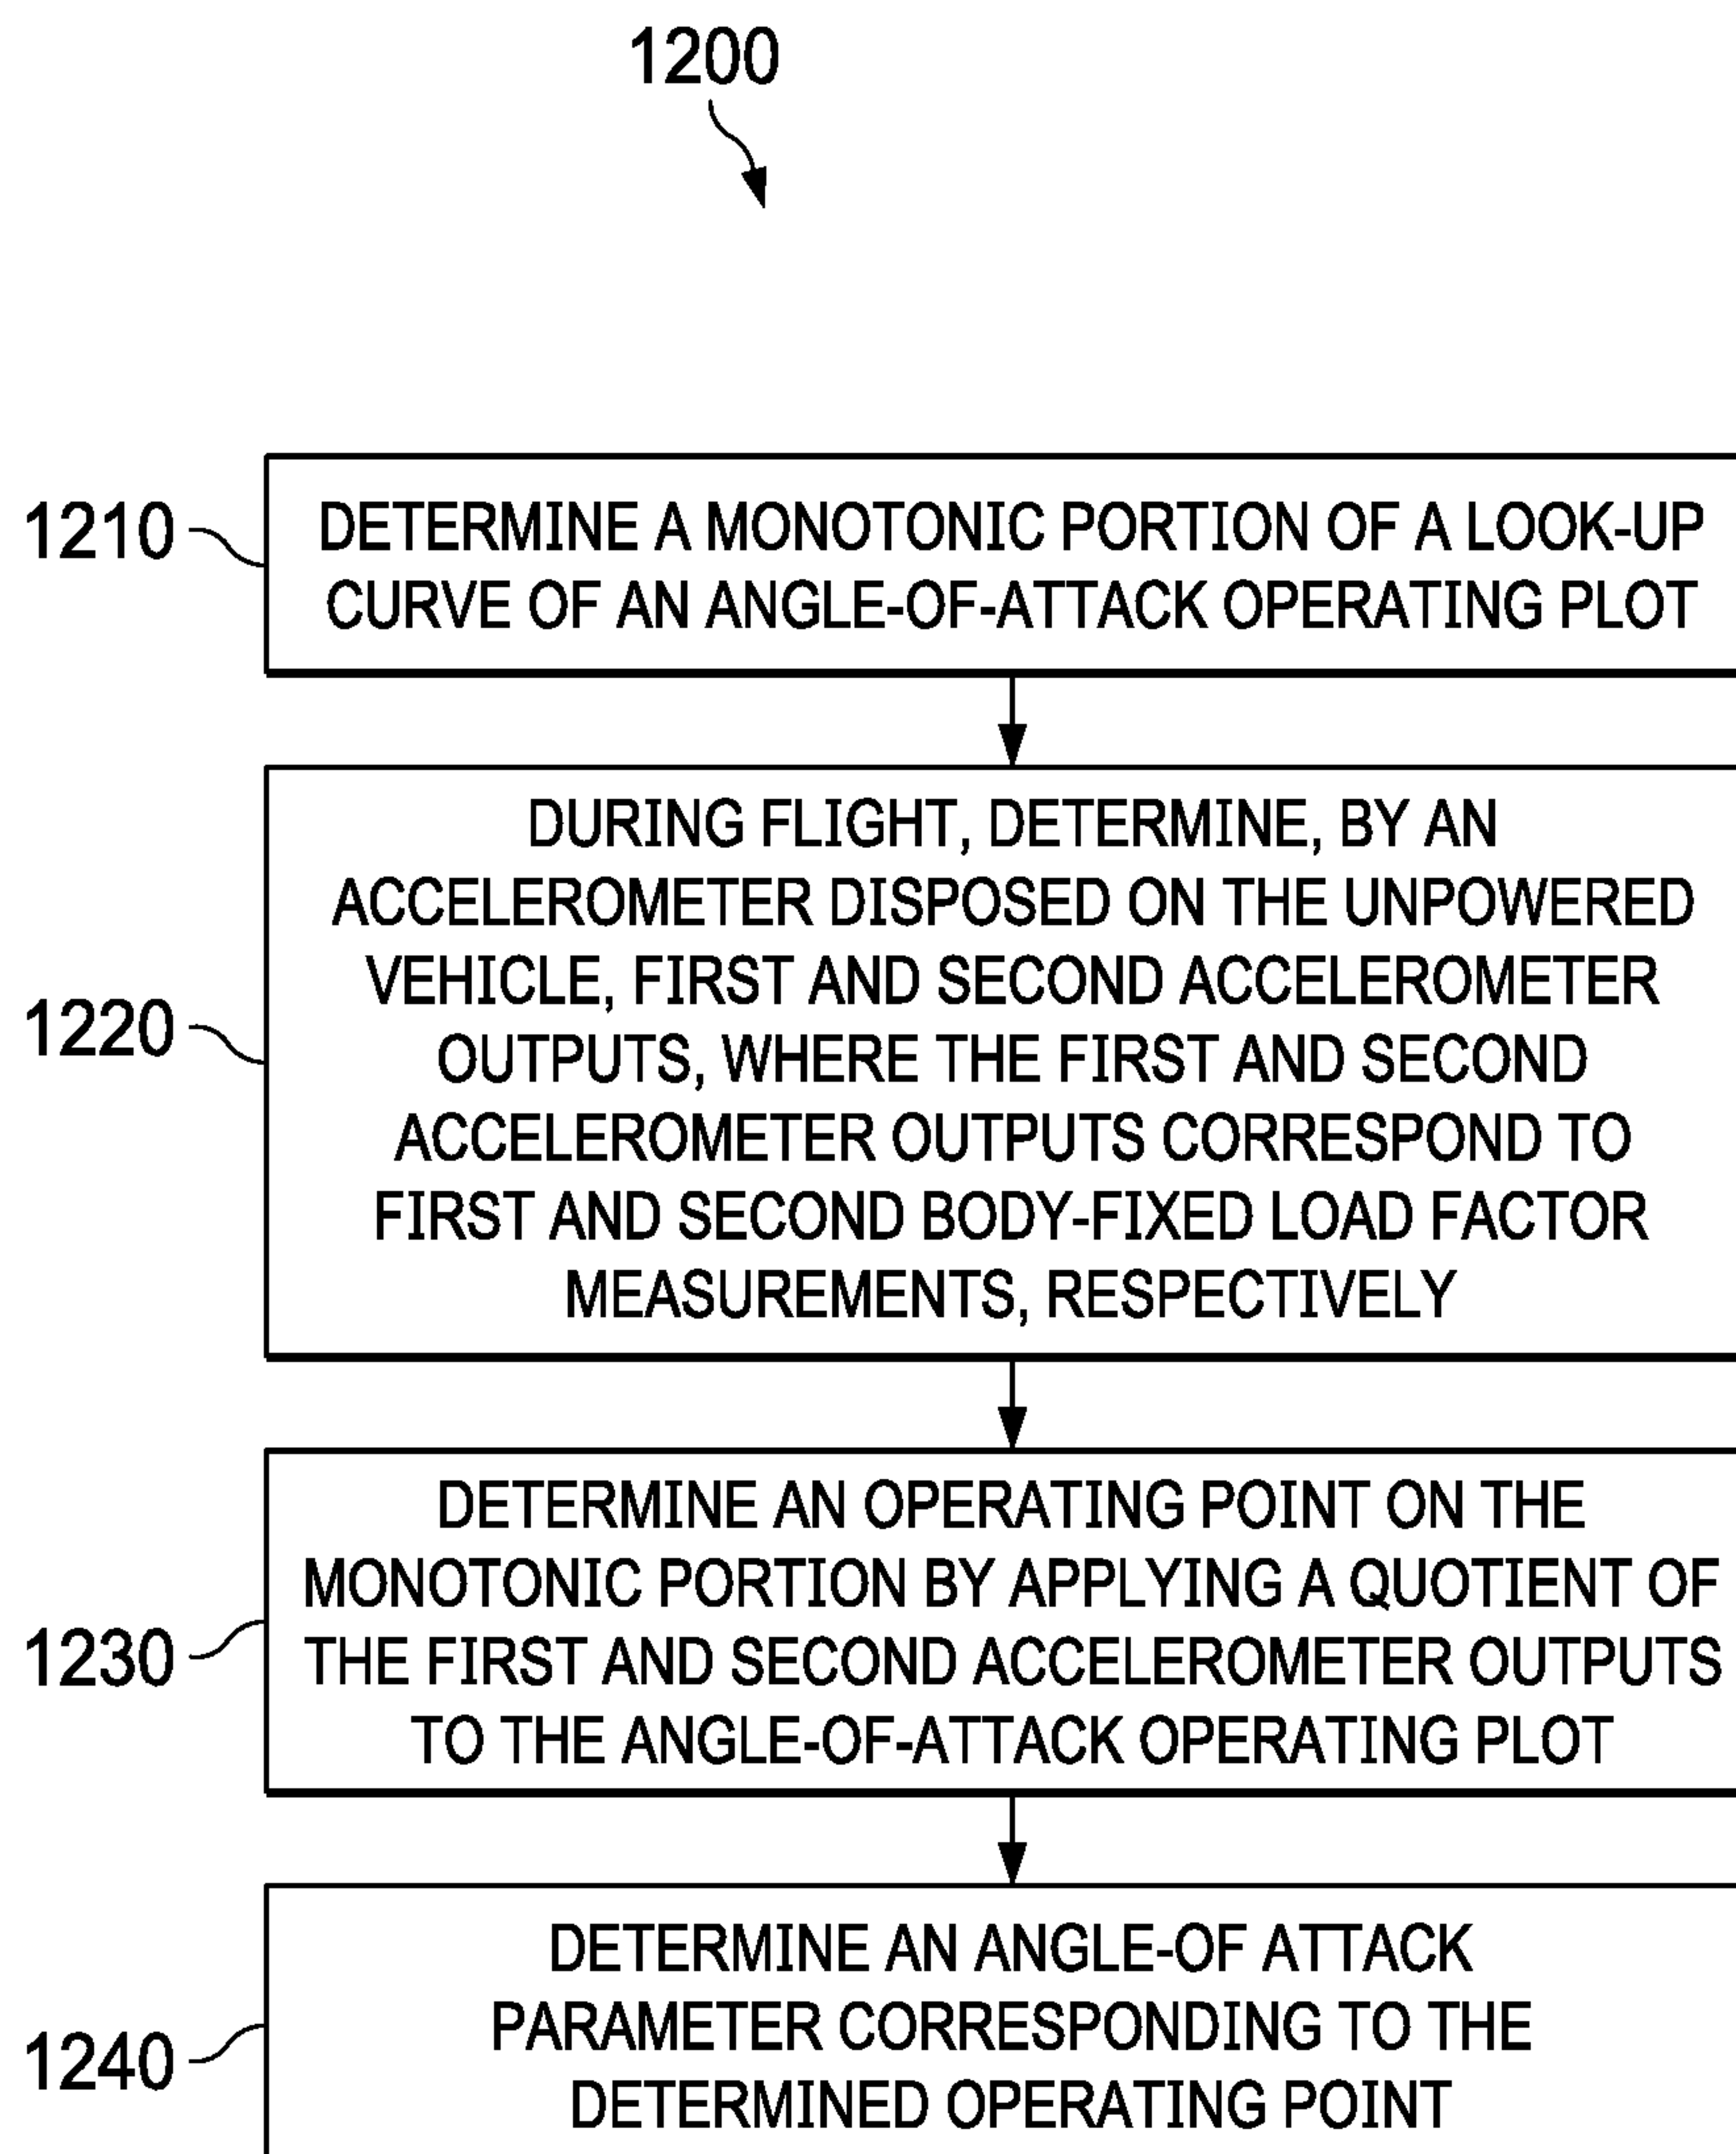 1200
1210
DETERMINE A MONOTONIC PORTION OF A LOOK-UP
CURVE OF AN ANGLE-OF-ATTACK OPERATING PLOT
1220
DURING FLIGHT, DETERMINE, BY AN
ACCELEROMETER DISPOSED ON THE UNPOWERED
VEHICLE, FIRST AND SECOND ACCELEROMETER
OUTPUTS, WHERE THE FIRST AND SECOND
ACCELEROMETER OUTPUTS CORRESPOND TO
FIRST AND SECOND BODY-FIXED LOAD FACTOR
MEASUREMENTS, RESPECTIVELY
1230
DETERMINE AN OPERATING POINT ON THE
MONOTONIC PORTION BY APPLYING A QUOTIENT OF
THE FIRST AND SECOND ACCELEROMETER OUTPUTS
TO THE ANGLE-OF-ATTACK OPERATING PLOT
1240
DETERMINE AN ANGLE-OF ATTACK
PARAMETER CORRESPONDING TO THE
DETERMINED OPERATING POINT